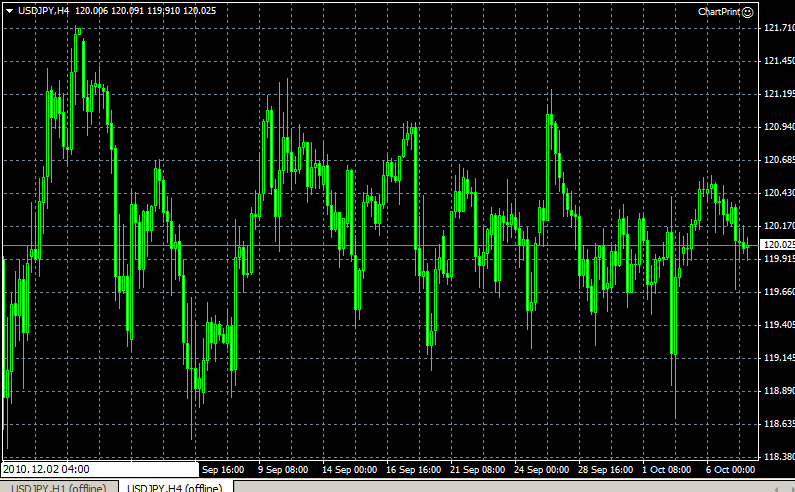 USDJPY,H4 120.006 120.091 119.910 120.025
ChartPrint
121.710
121.450
121.195
120.940
120.685
120.430
120.170
120.025
119.915
119.660
119.405
119.145
118.890
118.635
118.380
2010.12.02 04:00
Sep 16:00
9 Sep 08:00
14 Sep 00:00
16 Sep 16:00
21 Sep 08:00
24 Sep 00:00
28 Sep 16:00
1 Oct 08:00
6 Oct 00:00
USDJPY,H1 (offline)
USDJPY,H4 (offline)